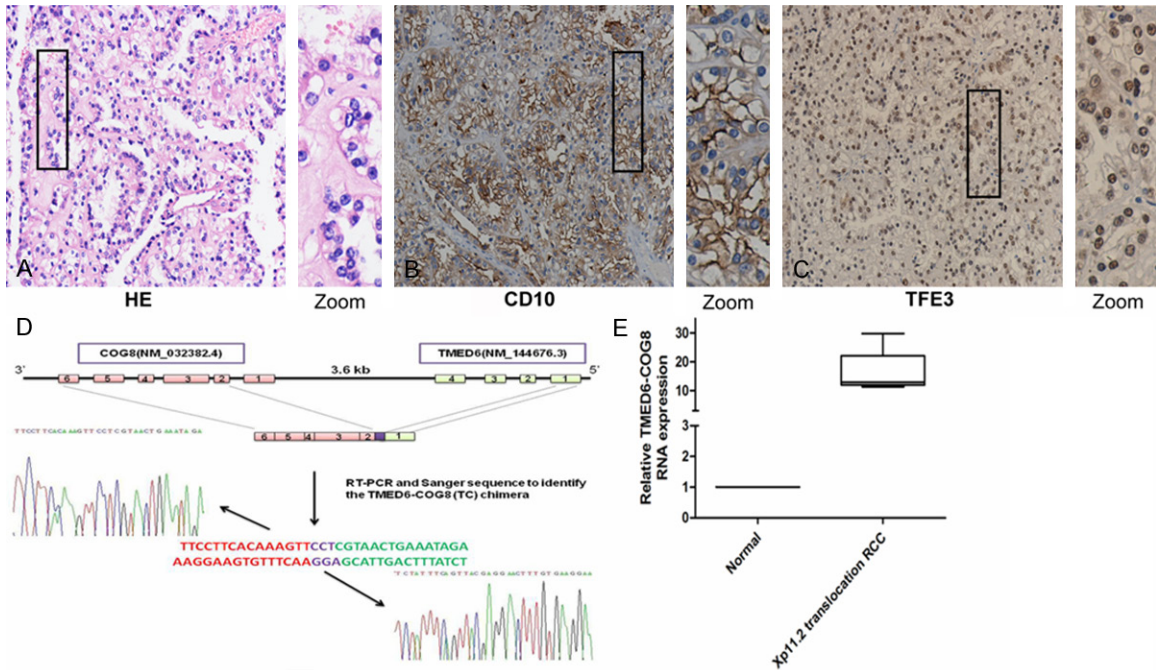 A
HE
Zoom
B
CD10
Zoom
C
TFE3
Zoom
D
COG8(NM_032382.4)
TMED6(NM_144676.3)
3'
6 5 4 3 2 1
3.6 kb
4 3 2 1
5'
6 5 4 3 2 1
TTCCTTCACAAAGTTCCTCGTAACTGAAATAGA
RT-PCR and Sanger sequence to identify
the TMED6-COG8 (TC) chimera
TTCCTTCACAAAGTTCCTCGTAACTGAAATAGA
AAGGAAGTGTTTCAAGGAGCATTGACTTTATCT
TCTATTTCAGTTACGAGGAACTTTGTGAAGGAA
E
Relative TMED6-COG8
RNA expression
30
20
10
3
2
1
0
Normal
Xp11.2 translocation RCC